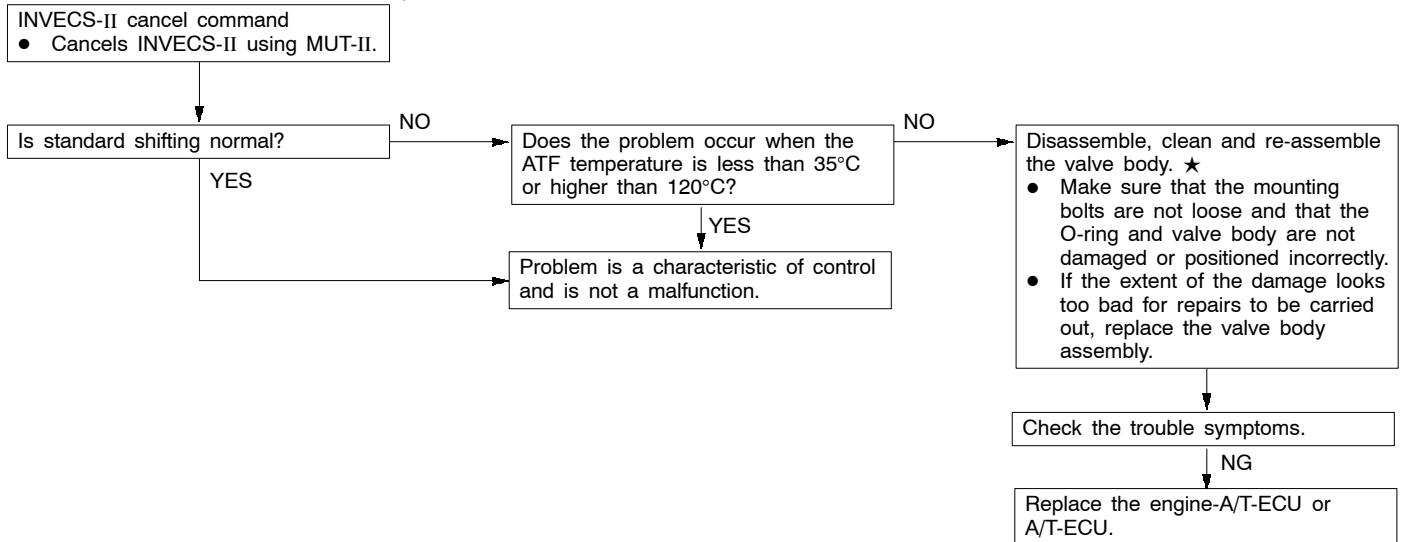 INVECS-II cancel command
● Cancels INVECS-II using MUT-II.
Is standard shifting normal?
NO
YES
Does the problem occur when the
ATF temperature is less than 35°C
or higher than 120°C?
NO
YES
Problem is a characteristic of control
and is not a malfunction.
Disassemble, clean and re-assemble
the valve body. ★
● Make sure that the mounting
bolts are not loose and that the
O-ring and valve body are not
damaged or positioned incorrectly.
● If the extent of the damage looks
too bad for repairs to be carried
out, replace the valve body
assembly.
Check the trouble symptoms.
NG
Replace the engine-A/T-ECU or
A/T-ECU.